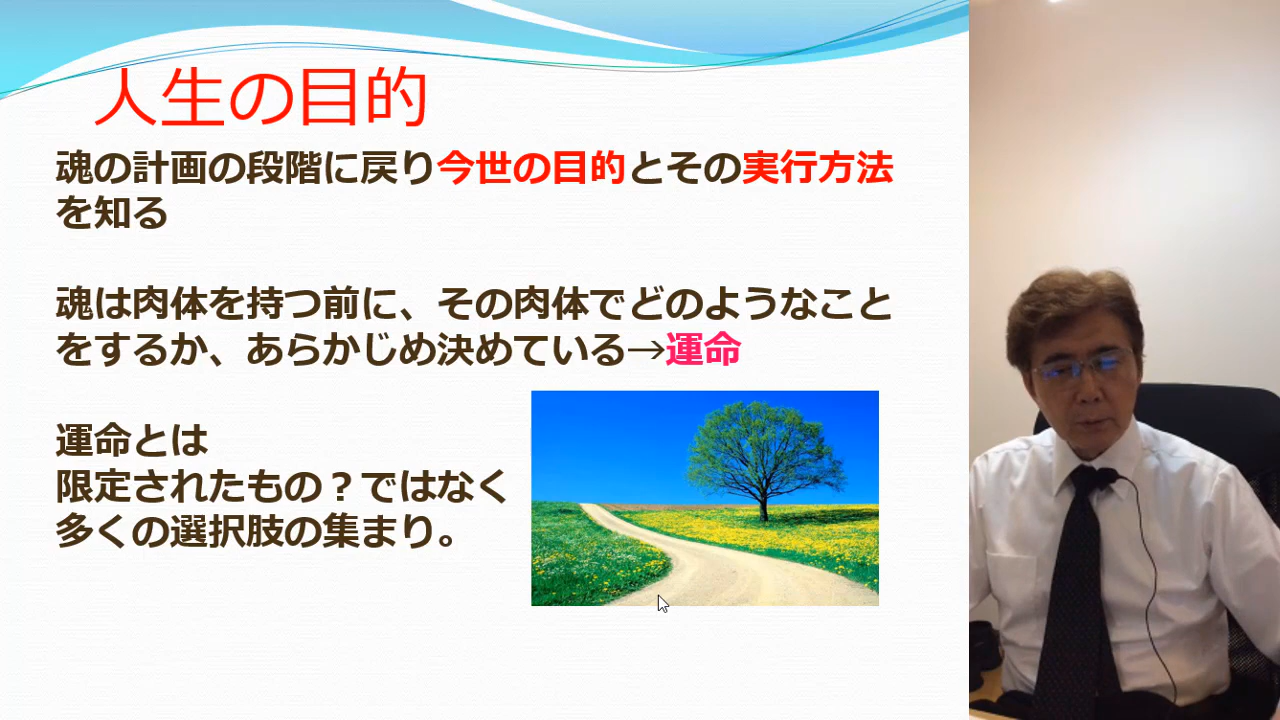 人生の目的
魂の計画の段階に戻り今世の目的とその実行方法
を知る
魂は肉体を持つ前に、その肉体でどのようなこと
をするか、あらかじめ決めている→運命
運命とは
限定されたもの？ではなく
多くの選択肢の集まり。